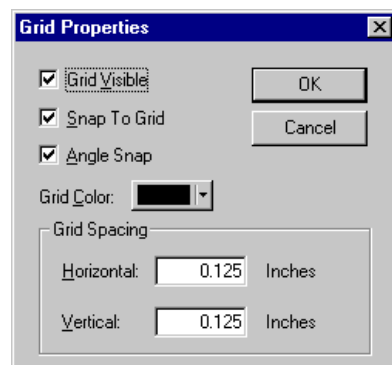 Grid Properties
Grid Visible
OK
Snap To Grid
Cancel
Angle Snap
Grid Color:
Grid Spacing
Horizontal: 0.125 Inches
Vertical: 0.125 Inches